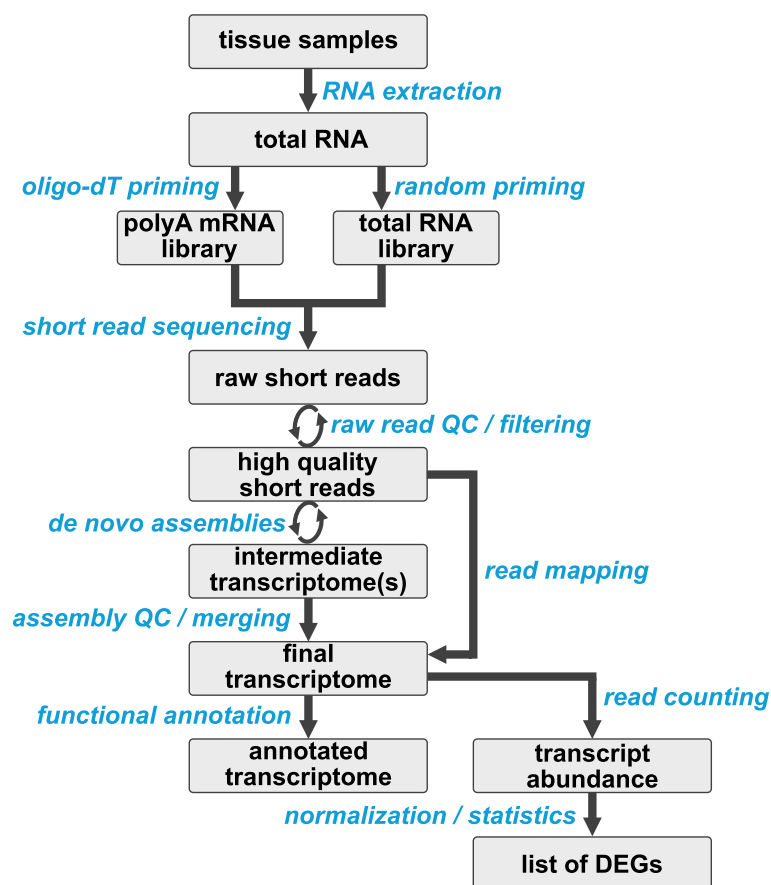 tissue samples
RNA extraction
total RNA
oligo-dT priming
random priming
polyA mRNA
library
total RNA
library
short read sequencing
raw short reads
raw read QC / filtering
high quality
short reads
de novo assemblies
intermediate
transcriptome(s)
read mapping
assembly QC / merging
final
transcriptome
functional annotation
read counting
annotated
transcriptome
transcript
abundance
normalization / statistics
list of DEGs